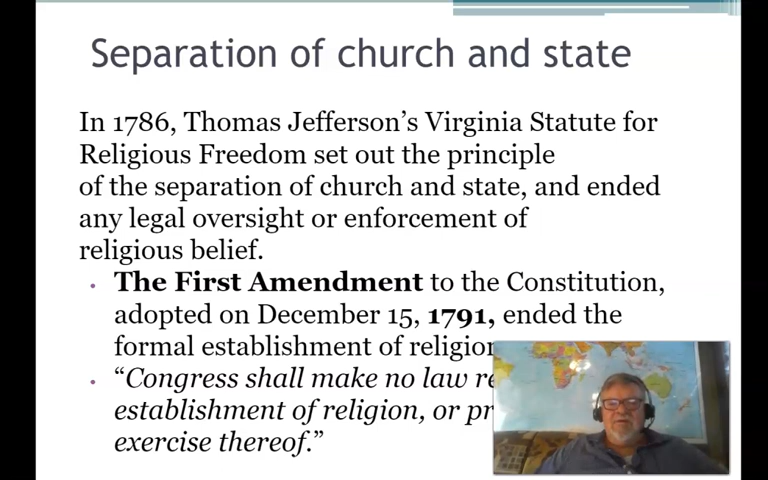 Separation of church and state
In 1786, Thomas Jefferson’s Virginia Statute for
Religious Freedom set out the principle
of the separation of church and state, and ended
any legal oversight or enforcement of
religious belief.
• The First Amendment to the Constitution,
adopted on December 15, 1791, ended the
formal establishment of
• “Congress shall make no law
establishment of religion, or
exercise thereof.”